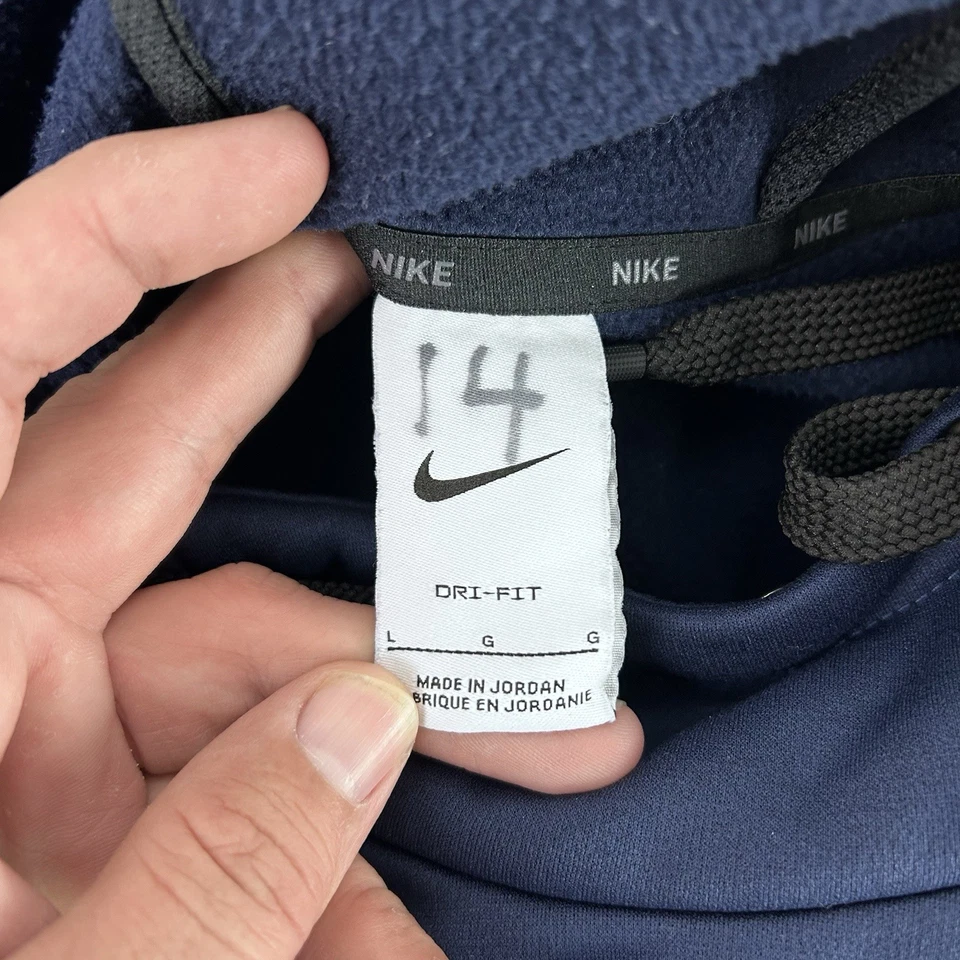 NIKE NIKE NIKE
14
DRI-FIT
L G G
MADE IN JORDAN
BRIQUE EN JORDANIE